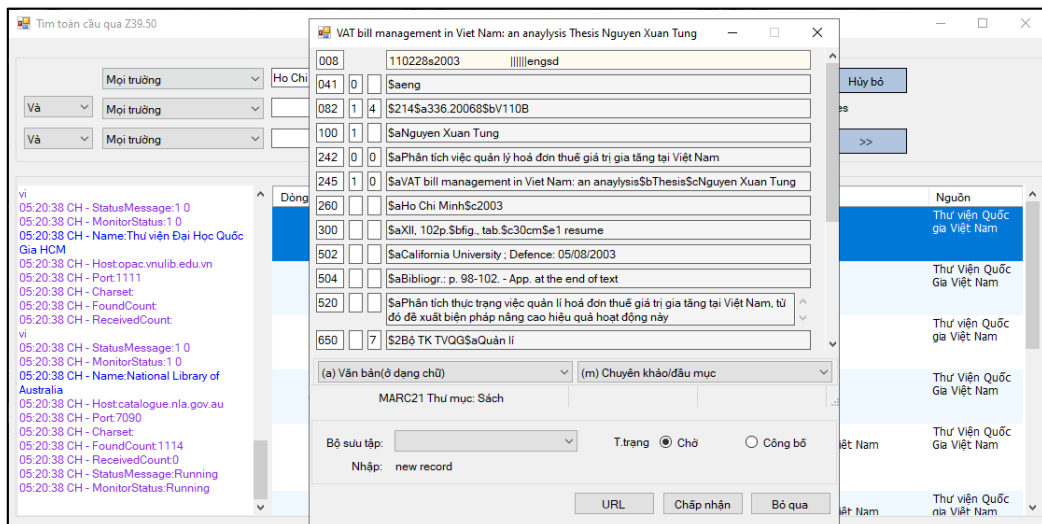 Tìm toàn cầu qua Z39.50
Mọi trường
Ho Chi
Hủy bỏ
Và
Mọi trường
es
Và
Mọi trường
>>
vi
05:20:38 CH - StatusMessage:1 0
05:20:38 CH - MonitorStatus:1 0
05:20:38 CH - Name:Thư viện Đại Học Quốc
Gia HCM
05:20:38 CH - Host:opac.vnulib.edu.vn
05:20:38 CH - Port:1111
05:20:38 CH - Charset:
05:20:38 CH - FoundCount:
05:20:38 CH - ReceivedCount:
vi
05:20:38 CH - StatusMessage:1 0
05:20:38 CH - MonitorStatus:1 0
05:20:38 CH - Name:National Library of
Australia
05:20:38 CH - Host:catalogue.nla.gov.au
05:20:38 CH - Port:7090
05:20:38 CH - Charset:
05:20:38 CH - FoundCount:1114
05:20:38 CH - ReceivedCount:0
05:20:38 CH - StatusMessage:Running
05:20:38 CH - MonitorStatus:Running
Dòng
VAT bill management in Viet Nam: an anaylysis Thesis Nguyen Xuan Tung
008 110228s2003 ||||||engsd
041 0 $aeng
082 1 4 $214$a336.20068$bV110B
100 1 $aNguyen Xuan Tung
242 0 0 $aPhân tích việc quản lý hoá đơn thuế giá trị gia tăng tại Việt Nam
245 1 0 $aVAT bill management in Viet Nam: an anaylysis$bThesis$cNguyen Xuan Tung
260 $aHo Chi Minh$c2003
300 $aXII, 102p.$bfig., tab.$c30cm$e1 resume
502 $aCalifornia University ; Defence: 05/08/2003
504 $aBibliogr.: p. 98-102. - App. at the end of text
520 $aPhân tích thực trạng việc quản lí hoá đơn thuế giá trị gia tăng tại Việt Nam, từ
đó đề xuất biện pháp nâng cao hiệu quả hoạt động này
650 7 $2Bộ TK TVQG$aQuản lí
(a) Văn bản(ở dạng chữ)
(m) Chuyên khảo/đầu mục
MARC21 Thư mục: Sách
Bộ sưu tập:
T.trạng
Chờ
Công bố
Nhập: new record
URL
Chấp nhận
Bỏ qua
Nguồn
Thư viện Quốc
gia Việt Nam
Thư Viện Quốc
Gia Việt Nam
Thư viện Quốc
gia Việt Nam
Thư Viện Quốc
Gia Việt Nam
iệt Nam
Thư Viện Quốc
Gia Việt Nam
iệt Nam
Thư viện Quốc
gia Việt Nam